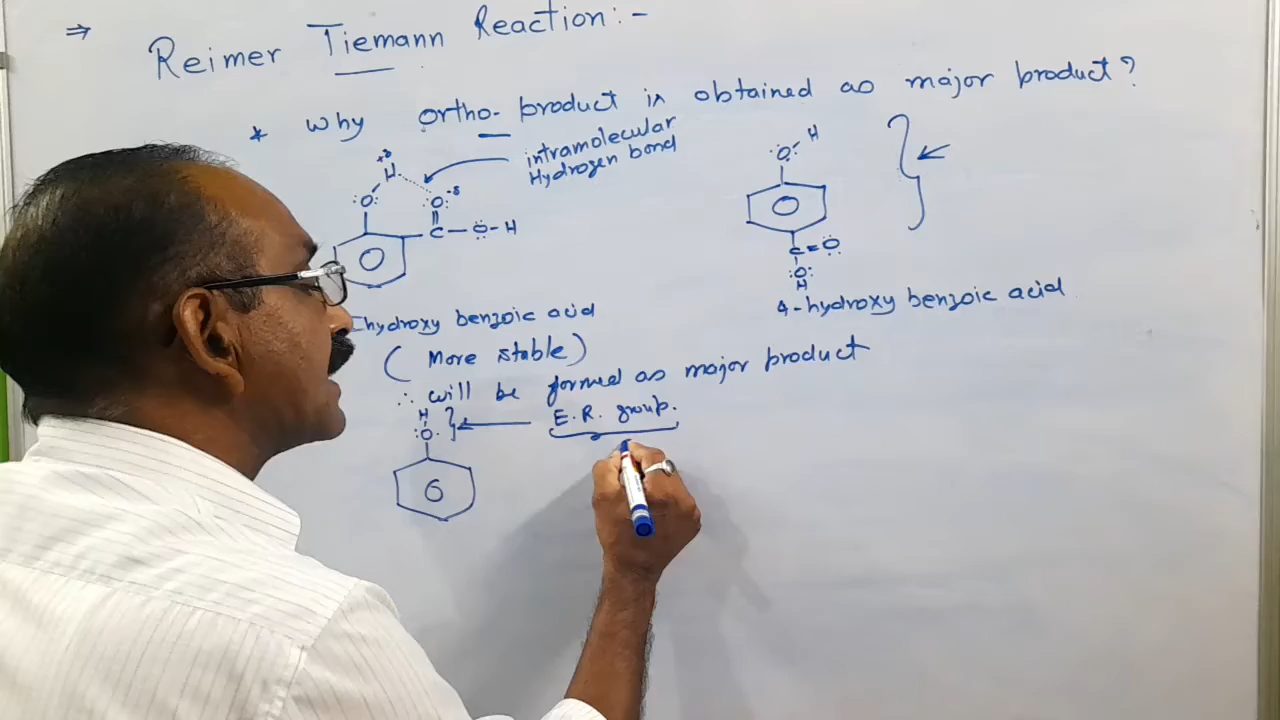 ⇒ Reimer Tiemann Reaction:-
* Why ortho- product is obtained as major product?
intramolecular
Hydrogen bond
+δ
H
:O:
:O: -δ
C - O - H
O H
C = O
:O:
H
hydroxy benzoic acid
4-hydroxy benzoic acid
(More stable)
∴ will be formed as major product
H
:O:
E.R. group.